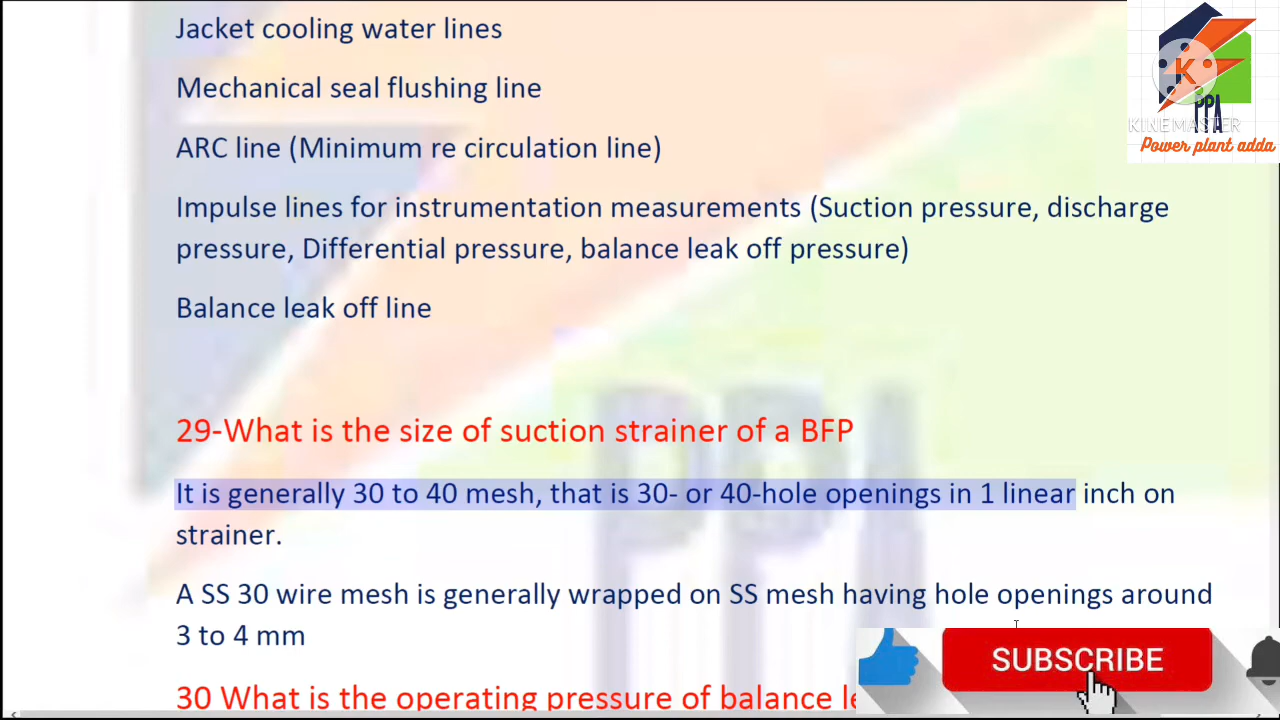 Jacket cooling water lines
Mechanical seal flushing line
ARC line (Minimum re circulation line)
Impulse lines for instrumentation measurements (Suction pressure, discharge
pressure, Differential pressure, balance leak off pressure)
Balance leak off line
29-What is the size of suction strainer of a BFP
It is generally 30 to 40 mesh, that is 30- or 40-hole openings in 1 linear inch on
strainer.
A SS 30 wire mesh is generally wrapped on SS mesh having hole openings around
3 to 4 mm
30 What is the operating pressure of balance le
K
PPA
KINEMASTER
Power plant adda
PPA
SUBSCRIBE